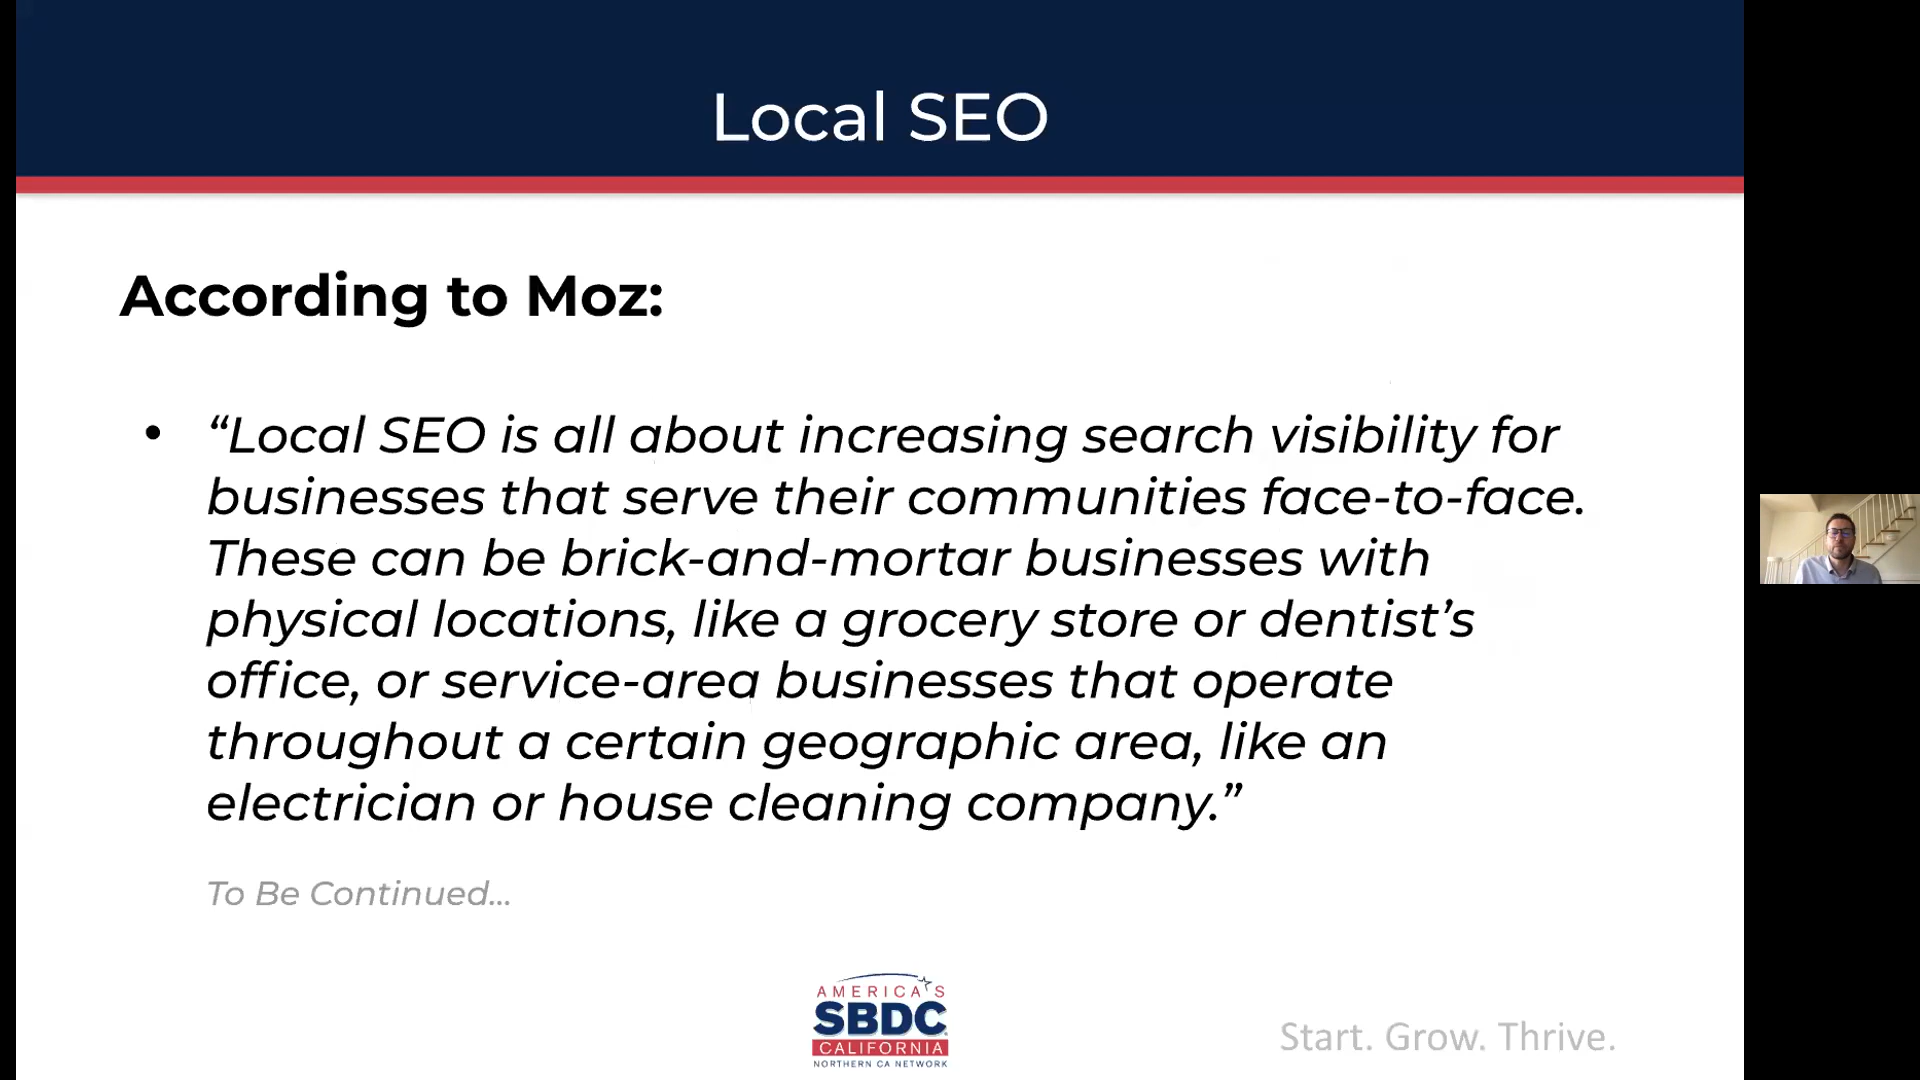 Local SEO
According to Moz:
• “Local SEO is all about increasing search visibility for
businesses that serve their communities face-to-face.
These can be brick-and-mortar businesses with
physical locations, like a grocery store or dentist’s
office, or service-area businesses that operate
throughout a certain geographic area, like an
electrician or house cleaning company.”
To Be Continued...
AMERICA'S
SBDC
CALIFORNIA
NORTHERN CA NETWORK
Start. Grow. Thrive.